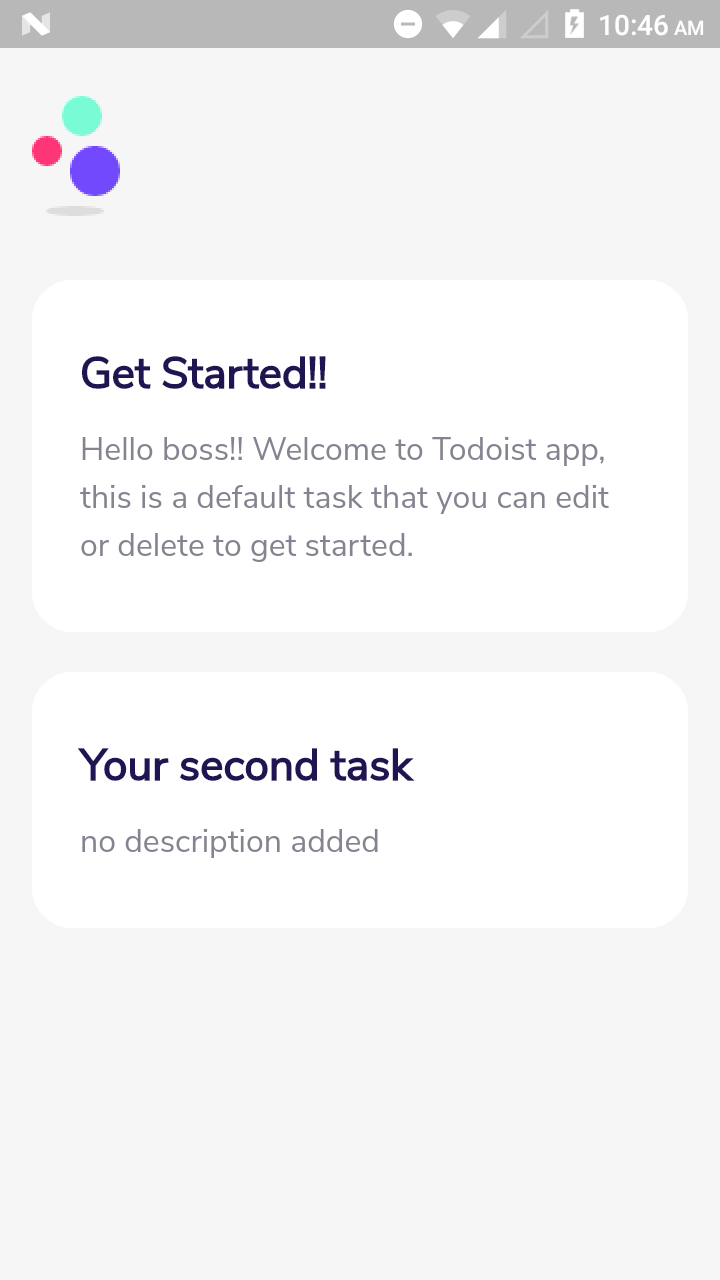 10:46 AM
Get Started!!
Hello boss!! Welcome to Todoist app,
this is a default task that you can edit
or delete to get started.
Your second task
no description added